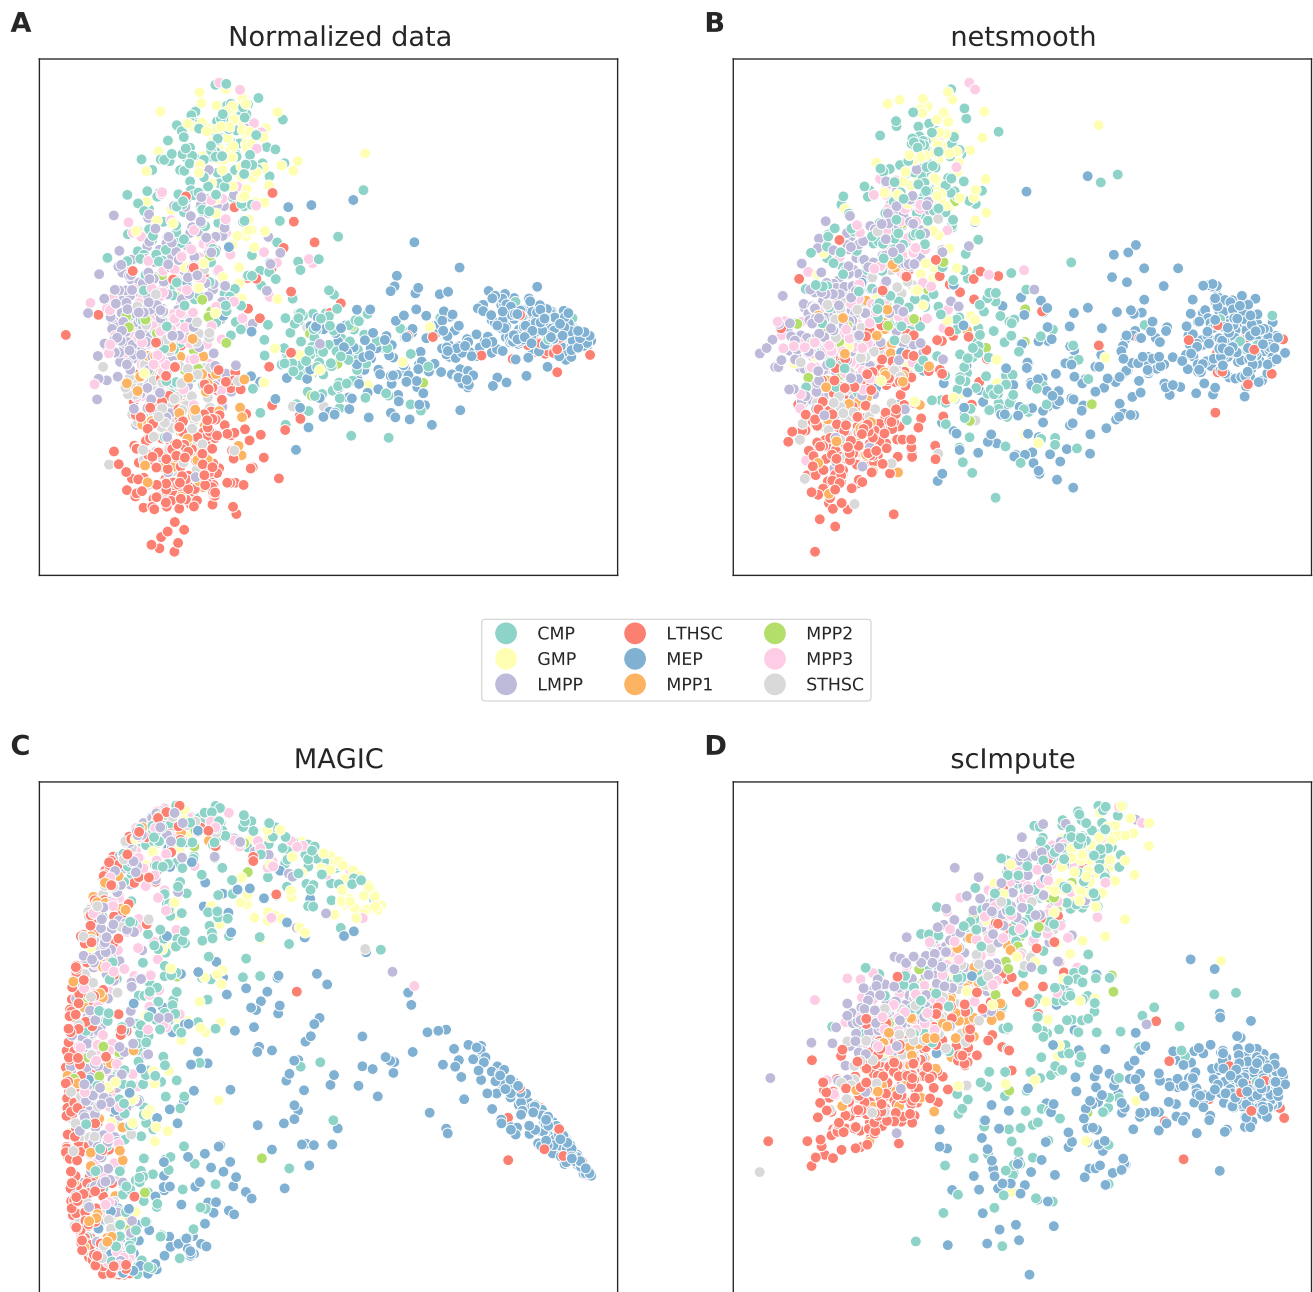 A
Normalized data
B
netsmooth
CMP
LTHSC
MPP2
GMP
MEP
MPP3
LMPP
MPP1
STHSC
C
MAGIC
D
scImpute